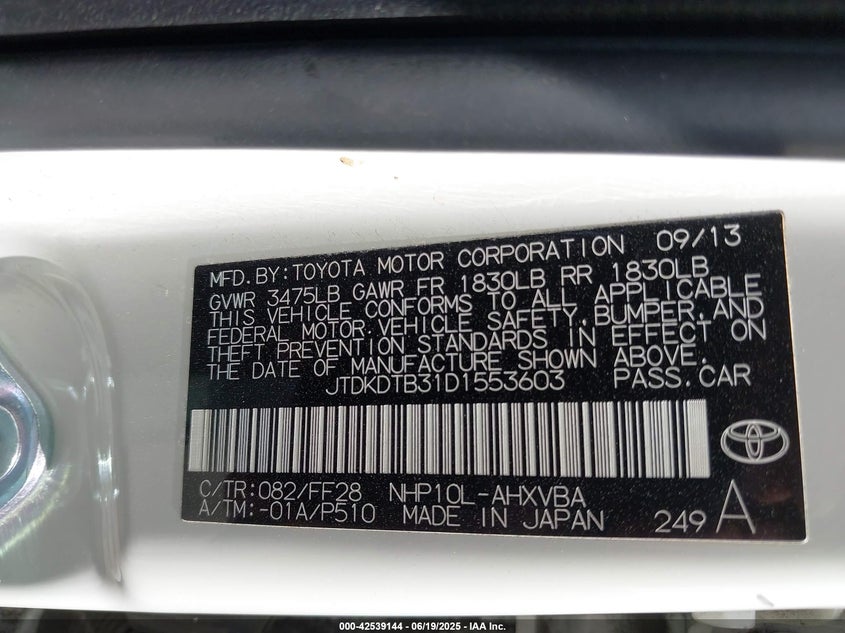 MFD.BY:TOYOTA MOTOR CORPORATION 09/13
GVWR 3475LB GAWR FR 1830LB RR 1830LB
THIS VEHICLE CONFORMS TO ALL APPLICABLE
FEDERAL MOTOR VEHICLE SAFETY, BUMPER, AND
THEFT PREVENTION STANDARDS IN EFFECT ON
THE DATE OF MANUFACTURE SHOWN ABOVE.
JTDKDTB31D1553603 PASS.CAR
C/TR:082/FF28 NHP10L-AHXVBA
A/TM:-01A/P510 MADE IN JAPAN 249 A
000-42539144 | 06/19/2025 - IAA Inc.